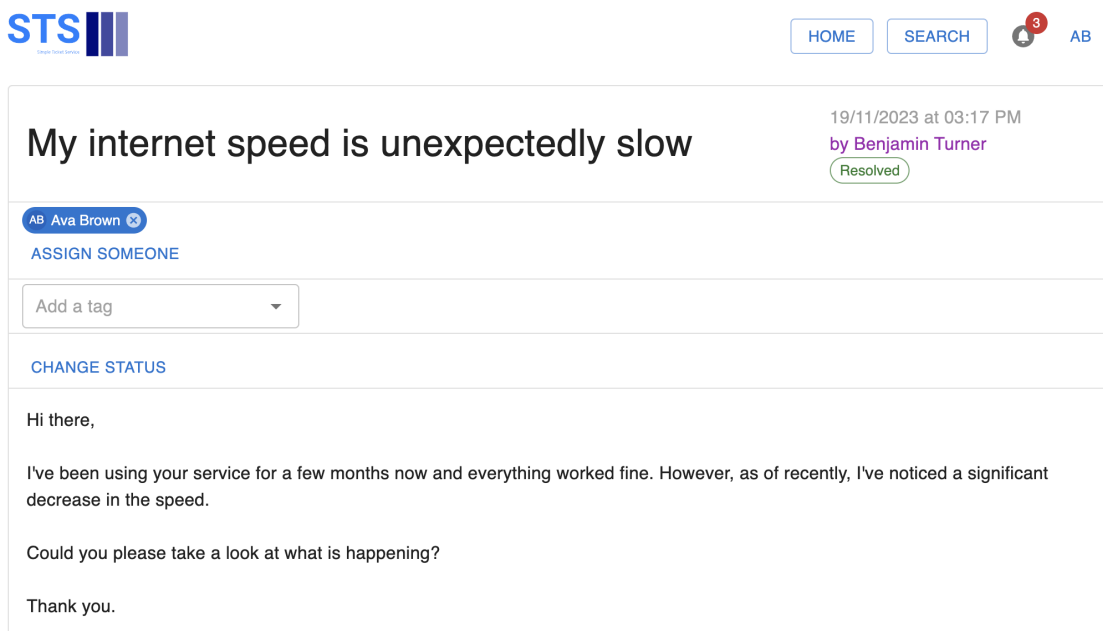 STS
Simple Ticket Service
HOME
SEARCH
3
AB
My internet speed is unexpectedly slow
19/11/2023 at 03:17 PM
by Benjamin Turner
Resolved
AB Ava Brown
ASSIGN SOMEONE
Add a tag
CHANGE STATUS
Hi there,
I've been using your service for a few months now and everything worked fine. However, as of recently, I've noticed a significant
decrease in the speed.
Could you please take a look at what is happening?
Thank you.